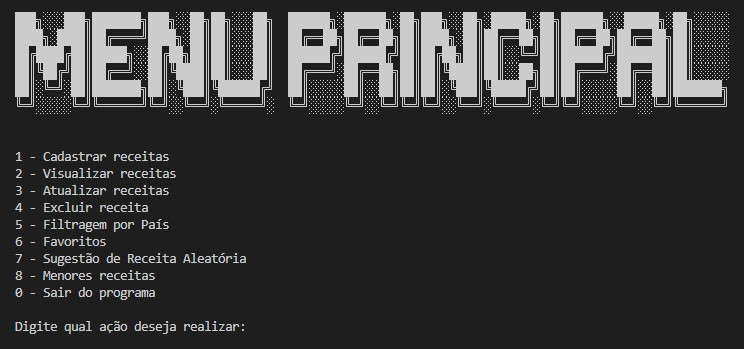 MENU PRINCIPAL
1 - Cadastrar receitas
2 - Visualizar receitas
3 - Atualizar receitas
4 - Excluir receita
5 - Filtragem por País
6 - Favoritos
7 - Sugestão de Receita Aleatória
8 - Menores receitas
0 - Sair do programa
Digite qual ação deseja realizar: